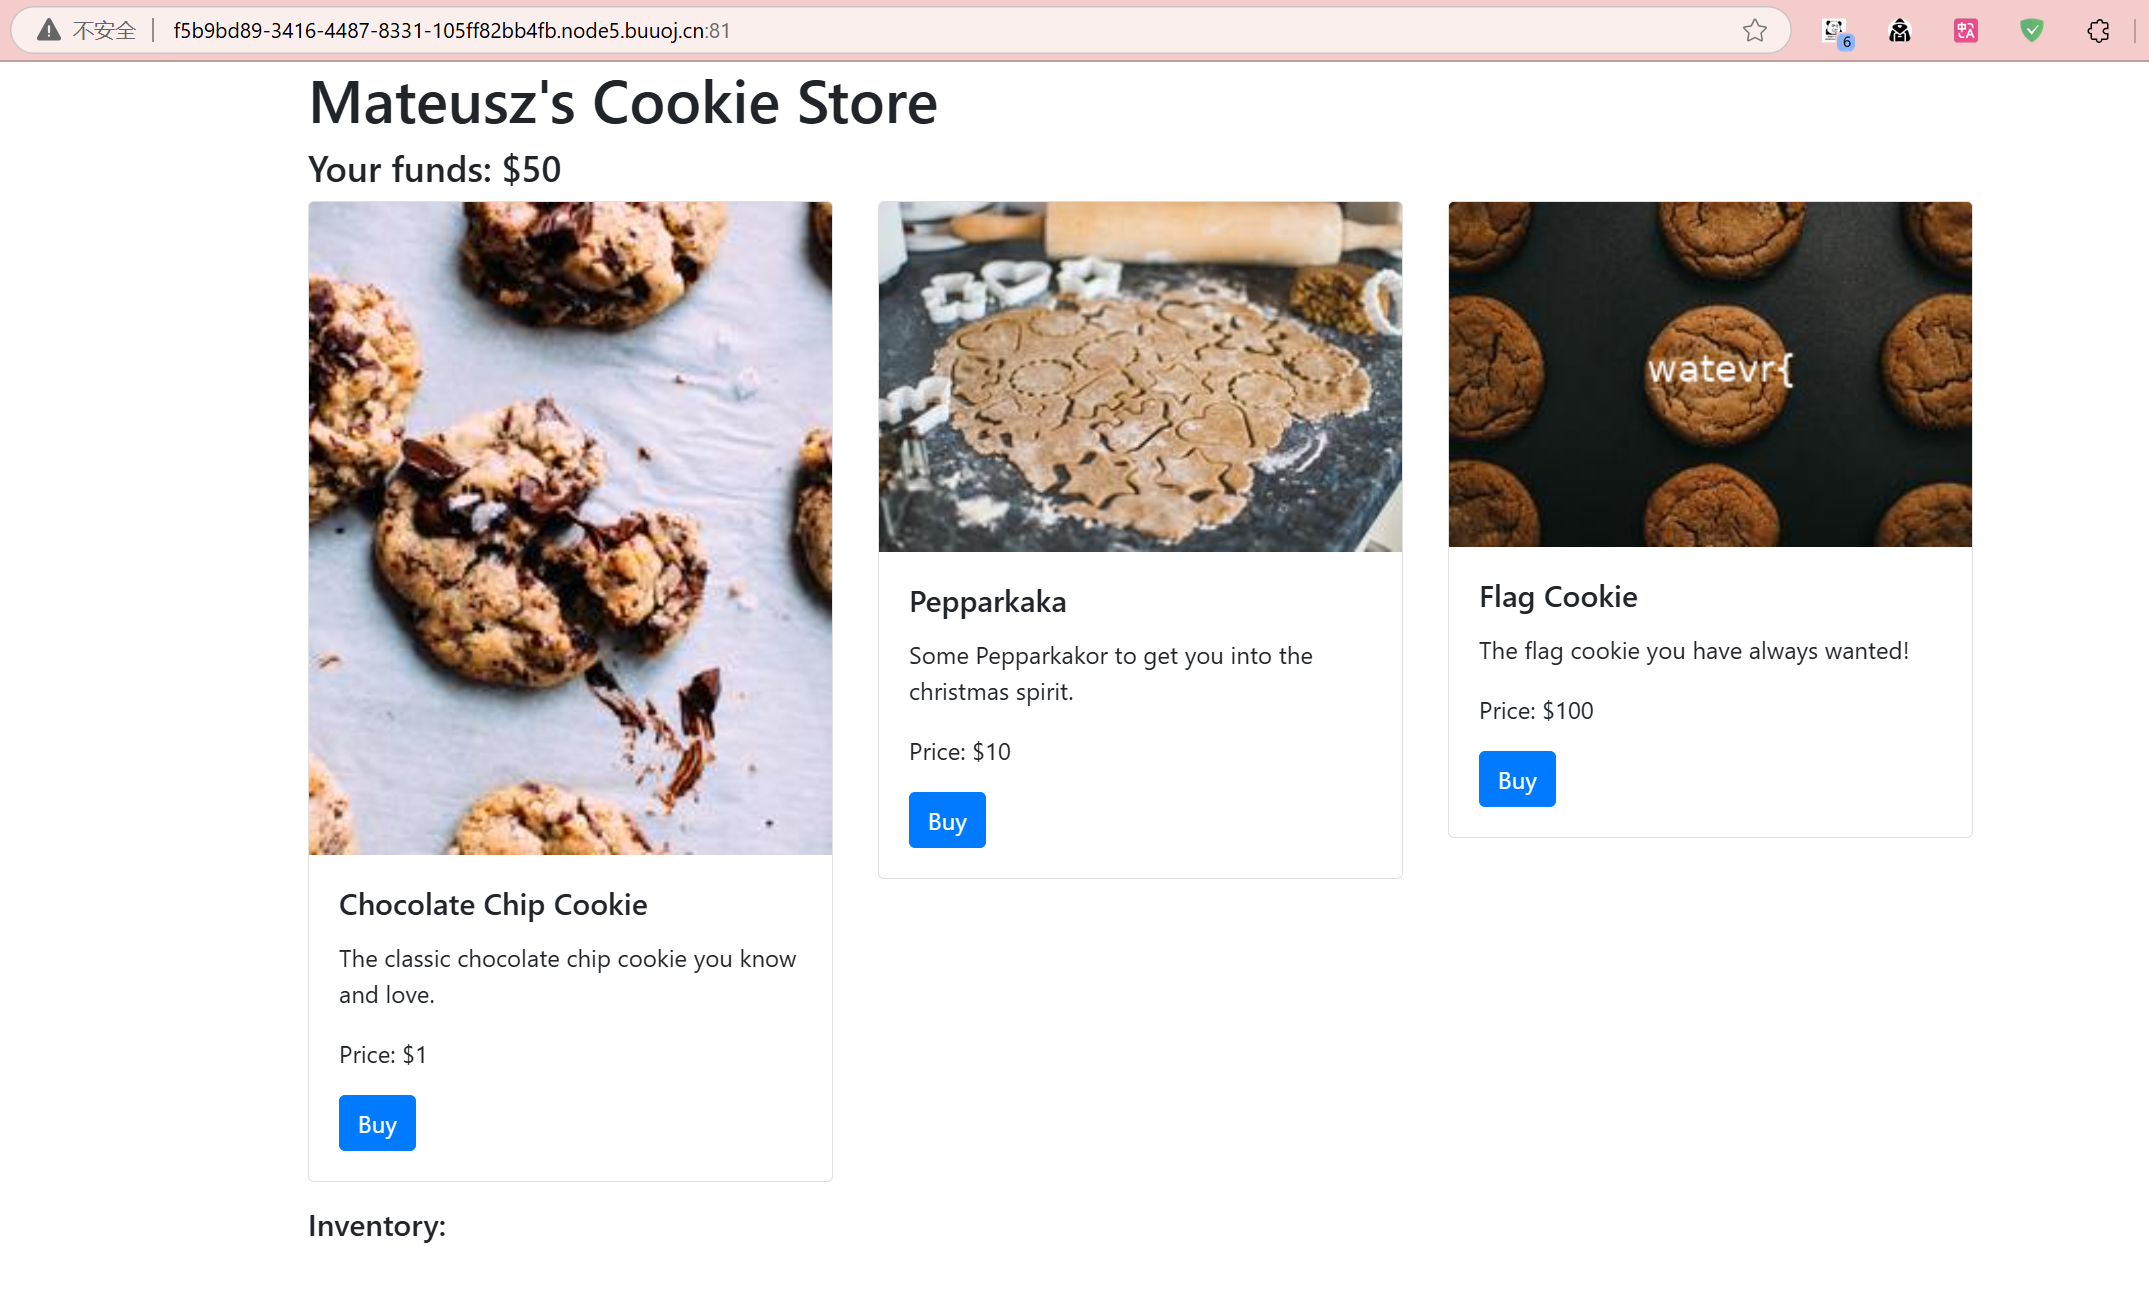 不安全
f5b9bd89-3416-4487-8331-105ff82bb4fb.node5.buuoj.cn:81
6
中
A
Mateusz's Cookie Store
Your funds: $50
Chocolate Chip Cookie
The classic chocolate chip cookie you know
and love.
Price: $1
Buy
Pepparkaka
Some Pepparkakor to get you into the
christmas spirit.
Price: $10
Buy
watevr{
Flag Cookie
The flag cookie you have always wanted!
Price: $100
Buy
Inventory: